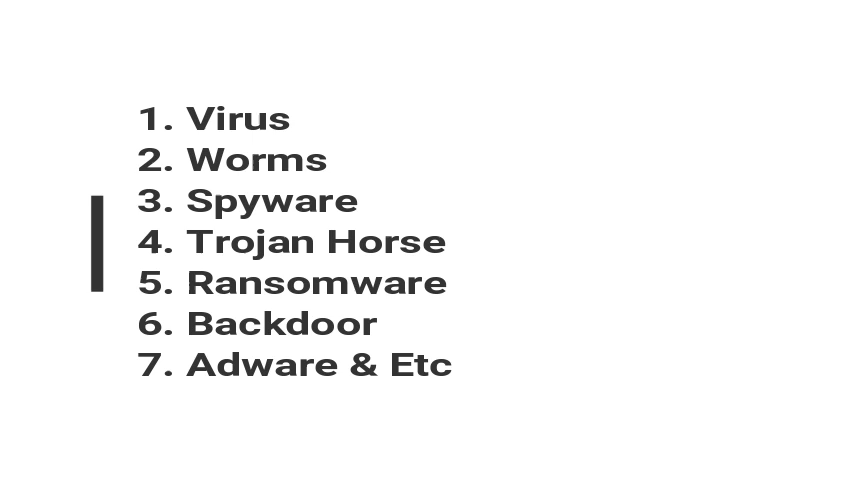 1. Virus
2. Worms
3. Spyware
4. Trojan Horse
5. Ransomware
6. Backdoor
7. Adware & Etc